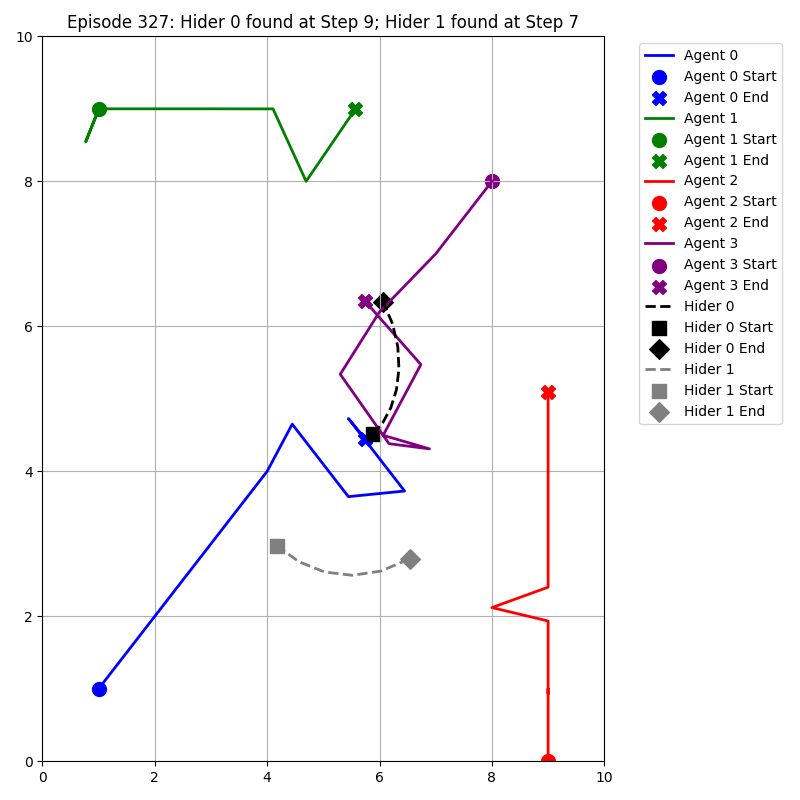 Episode 327: Hider 0 found at Step 9; Hider 1 found at Step 7
10
8
6
4
2
0
0 2 4 6 8 10
Agent 0
Agent 0 Start
Agent 0 End
Agent 1
Agent 1 Start
Agent 1 End
Agent 2
Agent 2 Start
Agent 2 End
Agent 3
Agent 3 Start
Agent 3 End
Hider 0
Hider 0 Start
Hider 0 End
Hider 1
Hider 1 Start
Hider 1 End